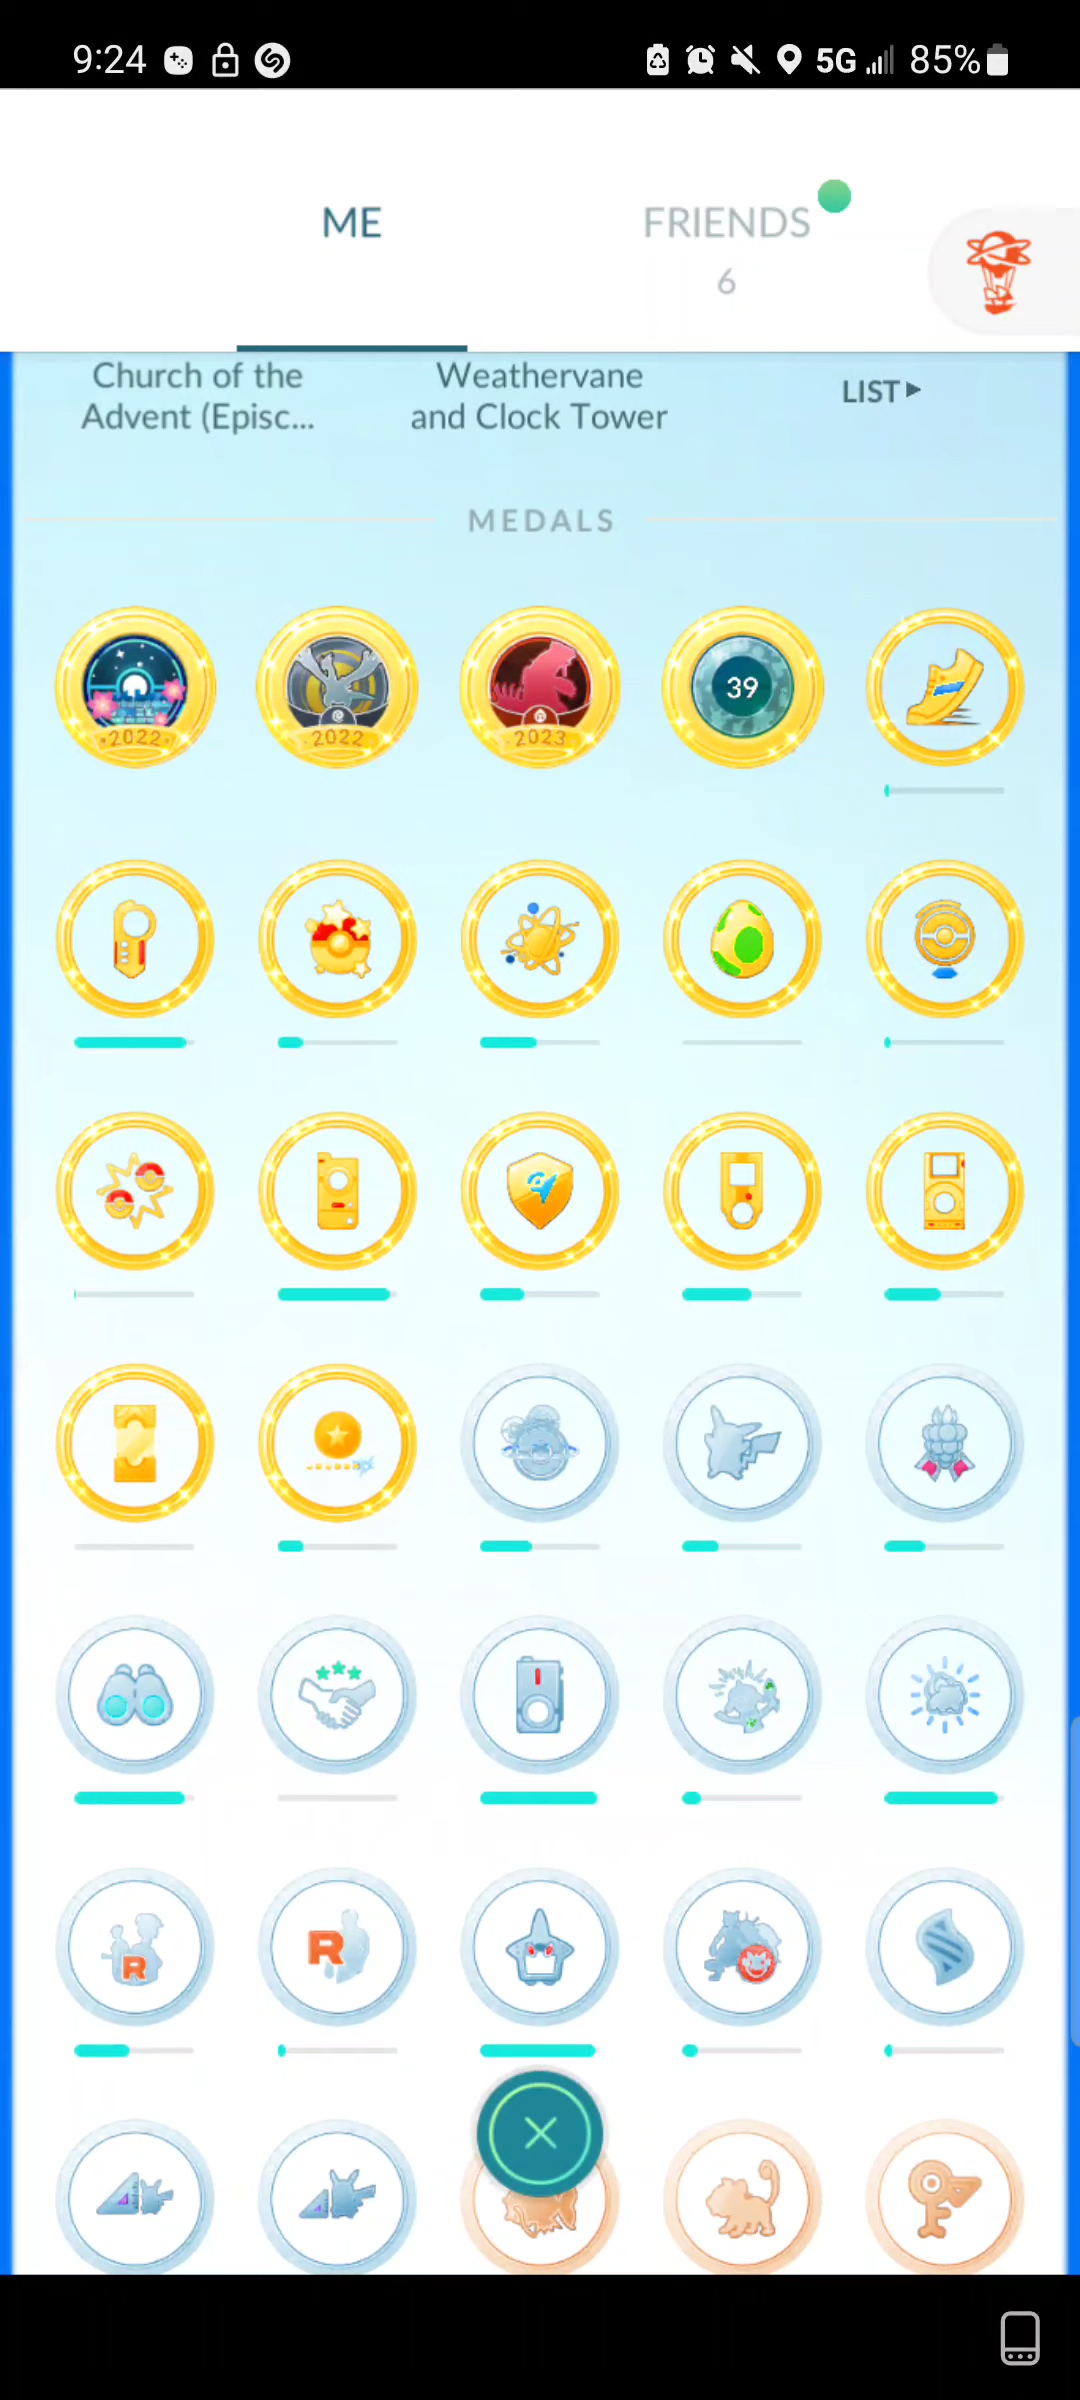 9:24
5G 85%
ME
FRIENDS
6
Church of the
Advent (Episc...
Weathervane
and Clock Tower
LIST
MEDALS
2022
2022
2023
39
R
R